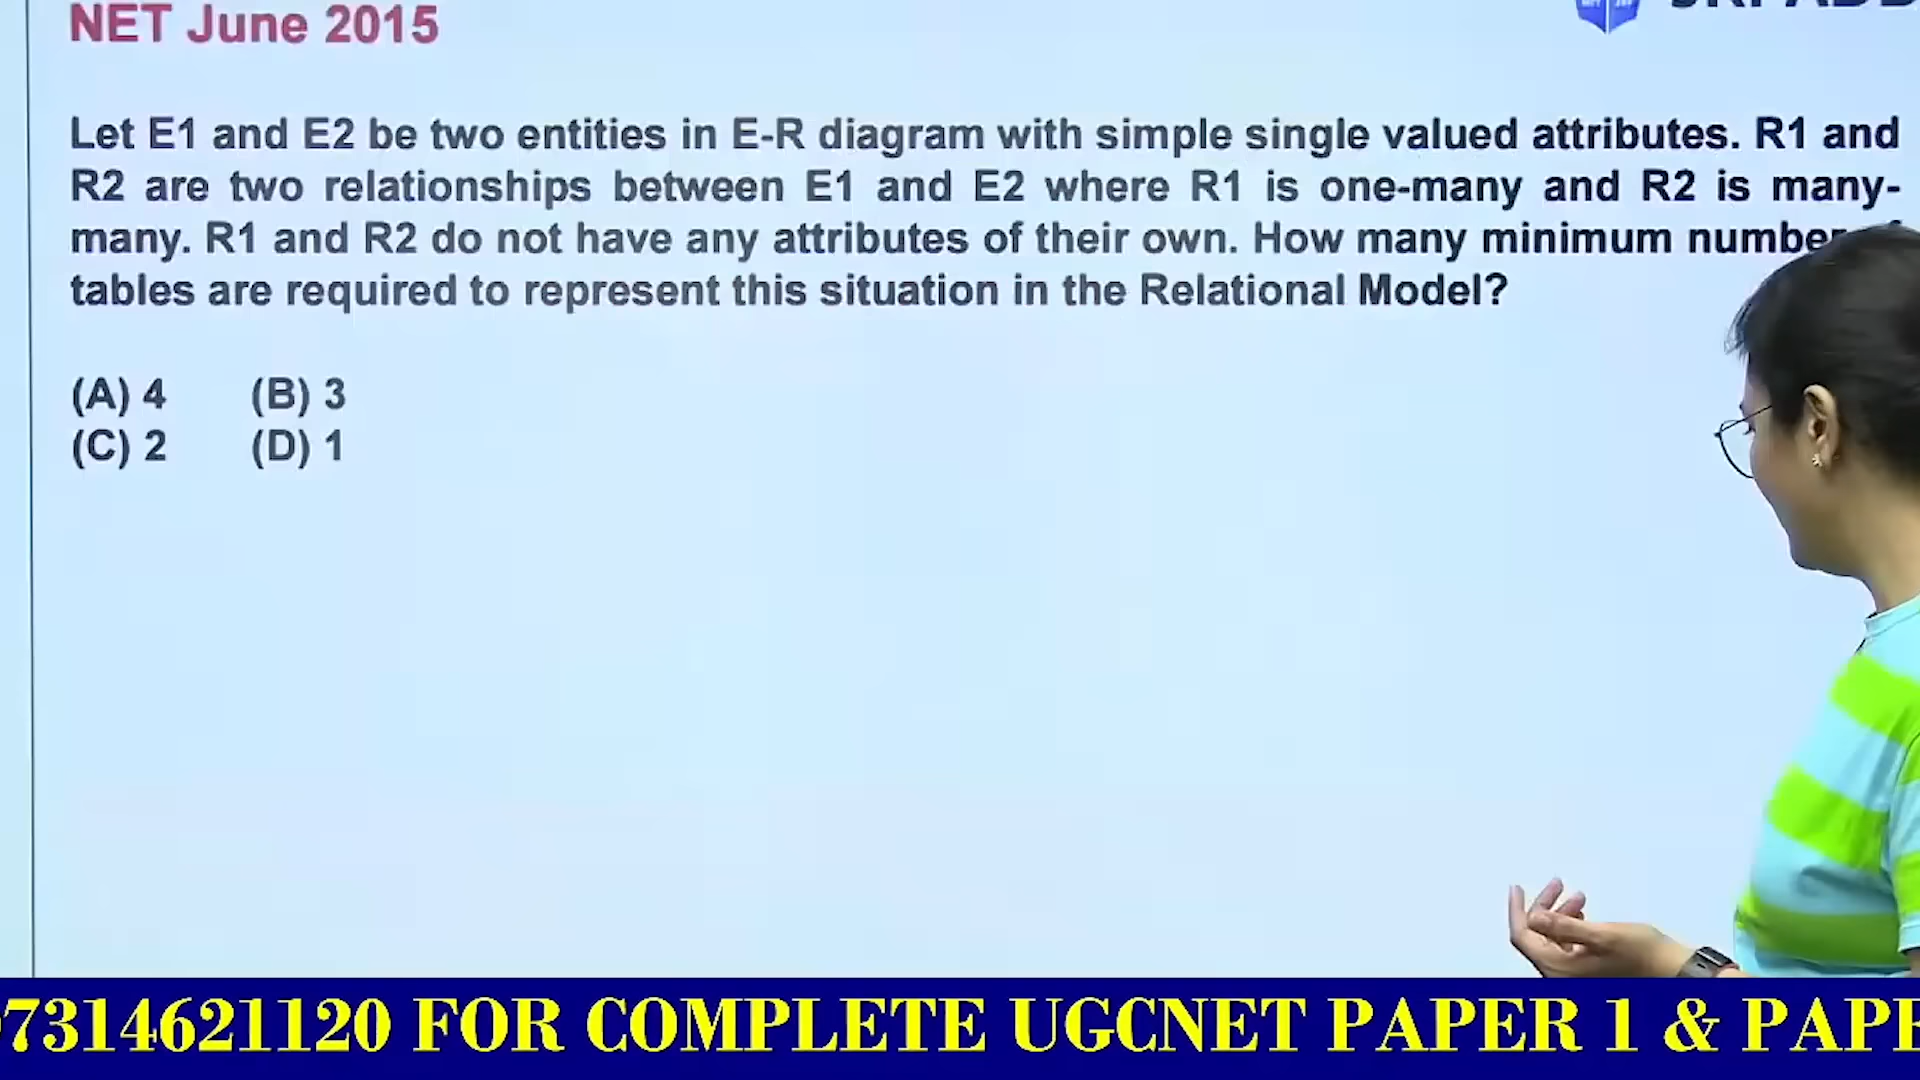 NET June 2015
Let E1 and E2 be two entities in E-R diagram with simple single valued attributes. R1 and
R2 are two relationships between E1 and E2 where R1 is one-many and R2 is many-
many. R1 and R2 do not have any attributes of their own. How many minimum number
tables are required to represent this situation in the Relational Model?
(A) 4 (B) 3
(C) 2 (D) 1
7314621120 FOR COMPLETE UGCNET PAPER 1 & PAP